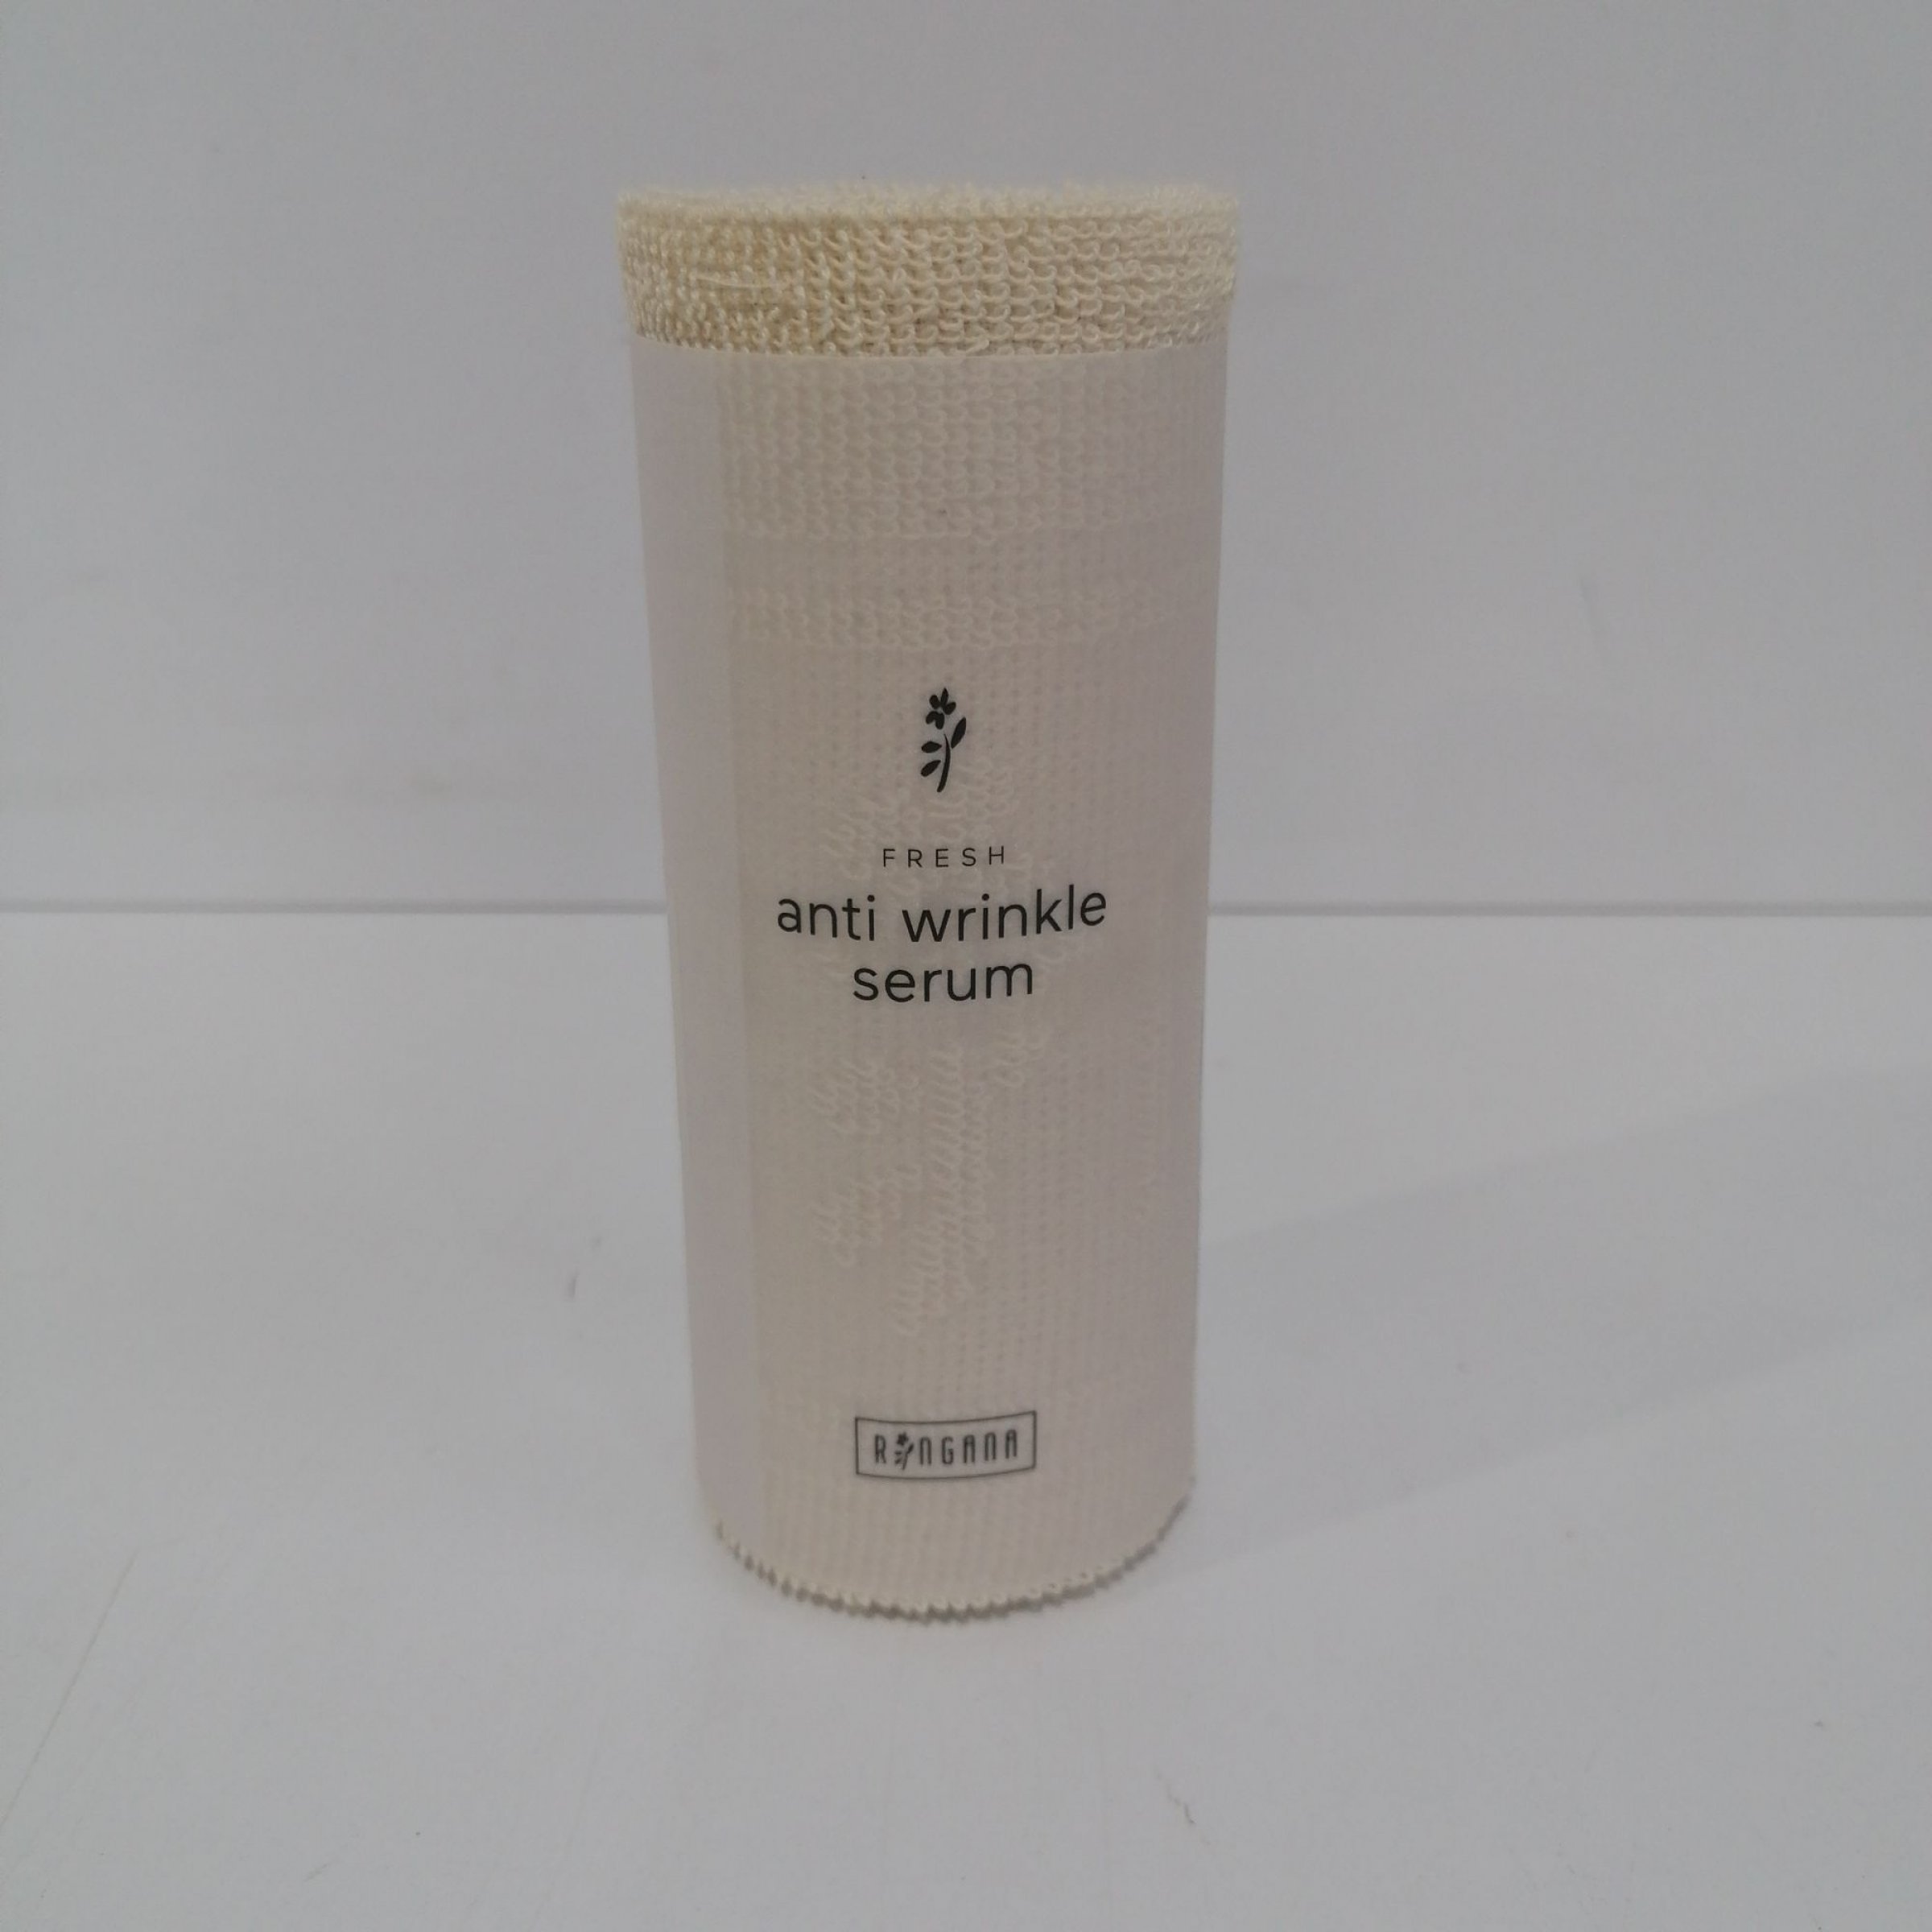 FRESH
anti wrinkle
serum
RINGANA